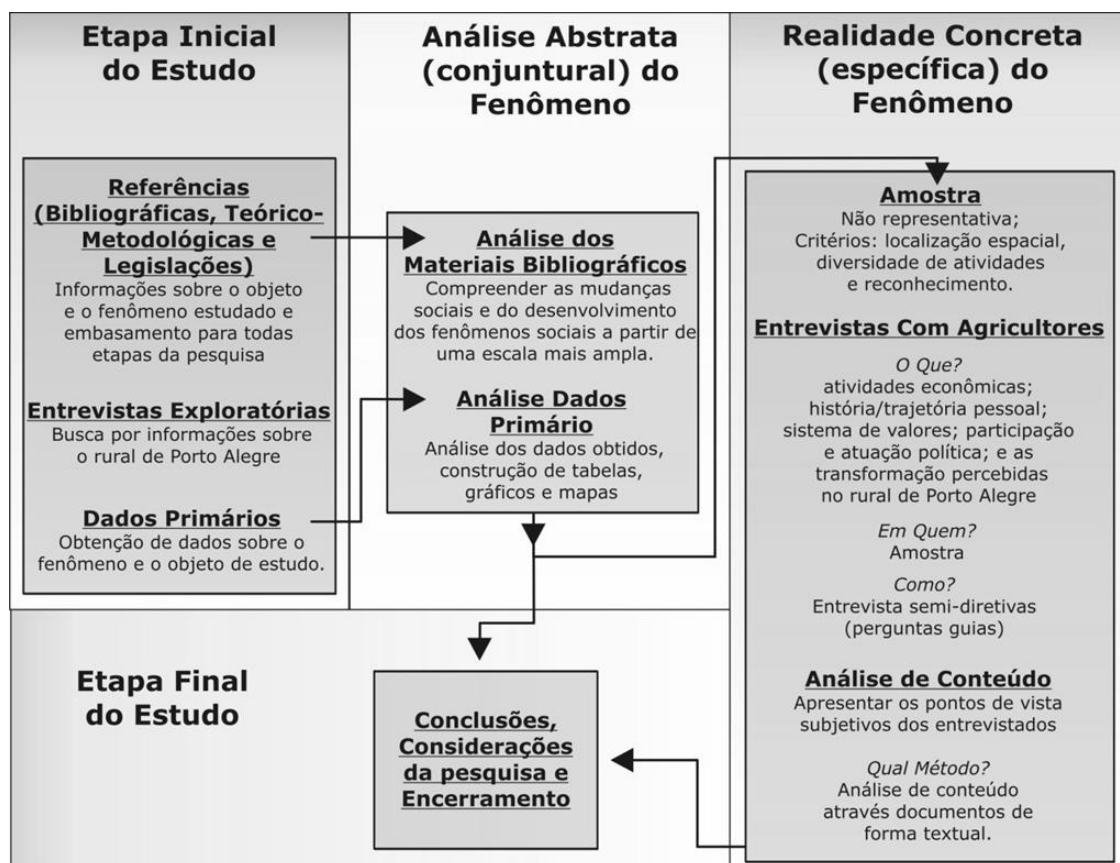 Etapa Inicial
do Estudo
Referências
(Bibliográficas, Teórico-
Metodológicas e
Legislações)
Informações sobre o objeto
e o fenômeno estudado e
embasamento para todas
etapas da pesquisa
Entrevistas Exploratórias
Busca por informações sobre
o rural de Porto Alegre
Dados Primários
Obtenção de dados sobre o
fenômeno e o objeto de estudo.
Análise Abstrata
(conjuntural) do
Fenômeno
Análise dos
Materiais Bibliográficos
Compreender as mudanças
sociais e do desenvolvimento
dos fenômenos sociais a partir de
uma escala mais ampla.
Análise Dados
Primário
Análise dos dados obtidos,
construção de tabelas,
gráficos e mapas
Realidade Concreta
(específica) do
Fenômeno
Amostra
Não representativa;
Critérios: localização espacial,
diversidade de atividades
e reconhecimento.
Entrevistas Com Agricultores
O Que?
atividades econômicas;
história/trajetória pessoal;
sistema de valores; participação
e atuação política; e as
transformação percebidas
no rural de Porto Alegre
Em Quem?
Amostra
Como?
Entrevista semi-diretivas
(perguntas guias)
Análise de Conteúdo
Apresentar os pontos de vista
subjetivos dos entrevistados
Qual Método?
Análise de conteúdo
através documentos de
forma textual.
Etapa Final
do Estudo
Conclusões,
Considerações
da pesquisa e
Encerramento